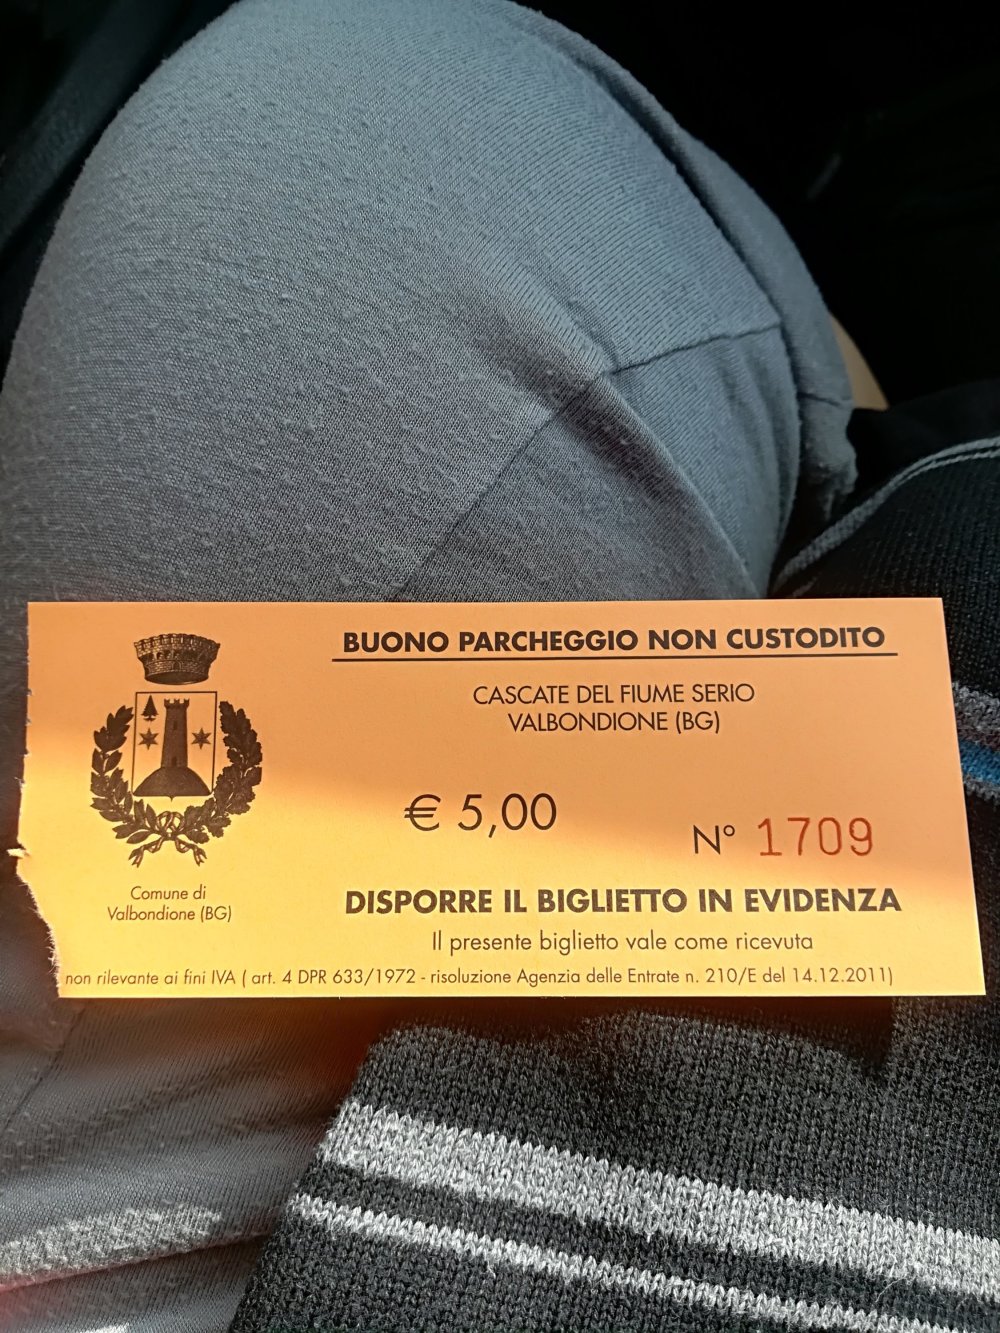 BUONO PARCHEGGIO NON CUSTODITO
CASCATE DEL FIUME SERIO
VALBONDIONE (BG)
€ 5,00
N° 1709
Comune di
Valbondione (BG)
DISPORRE IL BIGLIETTO IN EVIDENZA
Il presente biglietto vale come ricevuta
non rilevante ai fini IVA ( art. 4 DPR 633/1972 - risoluzione Agenzia delle Entrate n. 210/E del 14.12.2011)